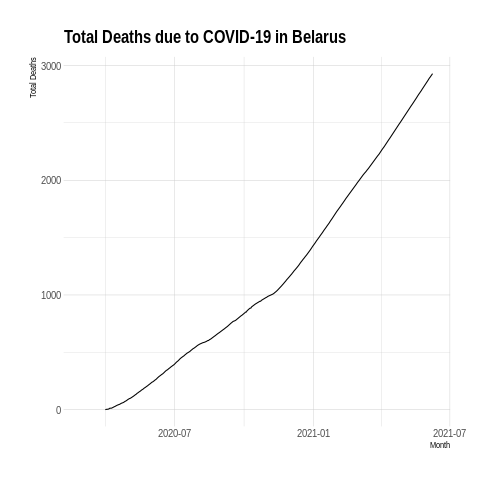 Total Deaths due to COVID-19 in Belarus
Total Deaths
3000
2000
1000
0
2020-07
2021-01
2021-07
Month